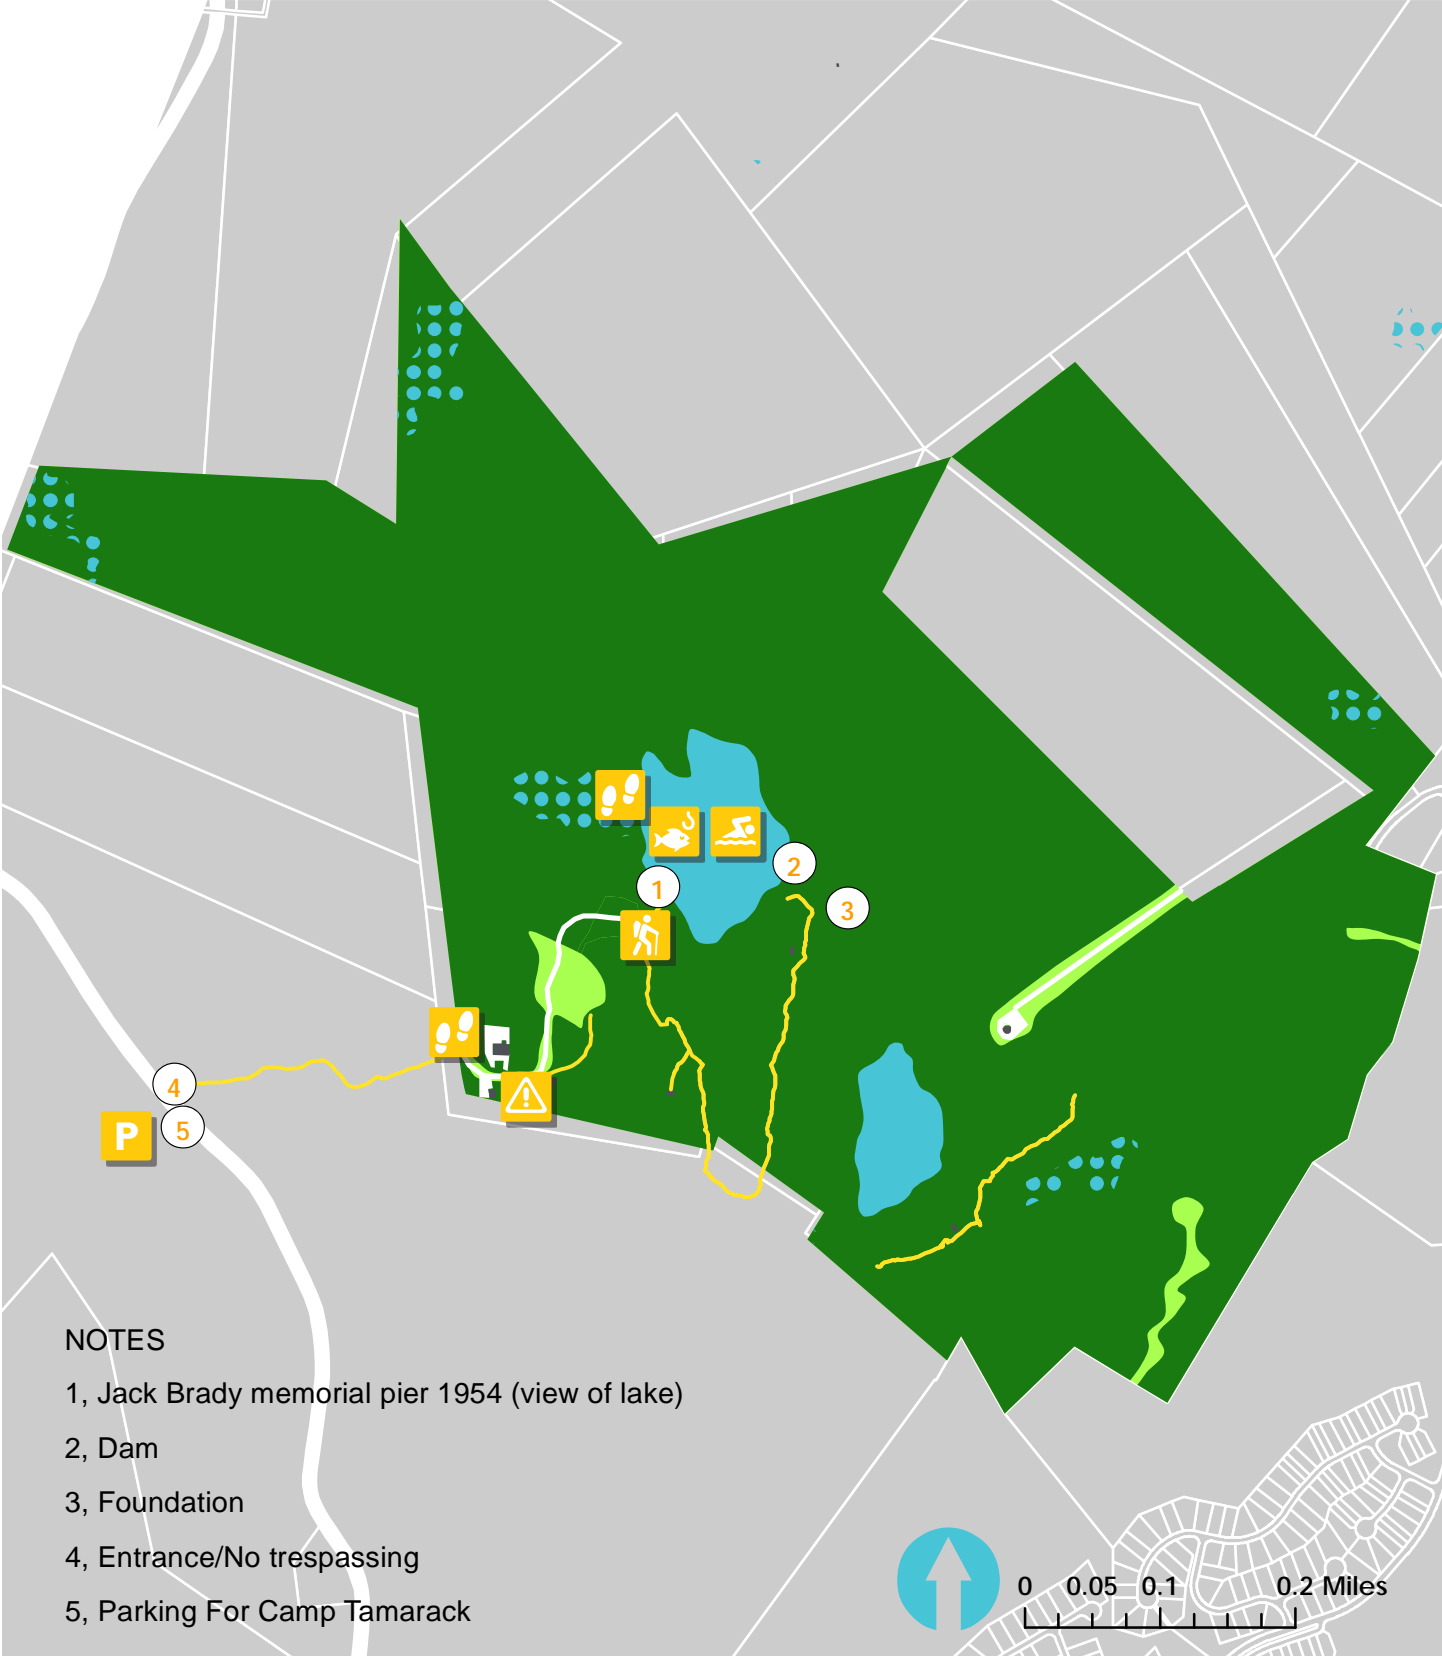 1
2
3
4
P
5
NOTES
1, Jack Brady memorial pier 1954 (view of lake)
2, Dam
3, Foundation
4, Entrance/No trespassing
5, Parking For Camp Tamarack
0 0.05 0.1 0.2 Miles